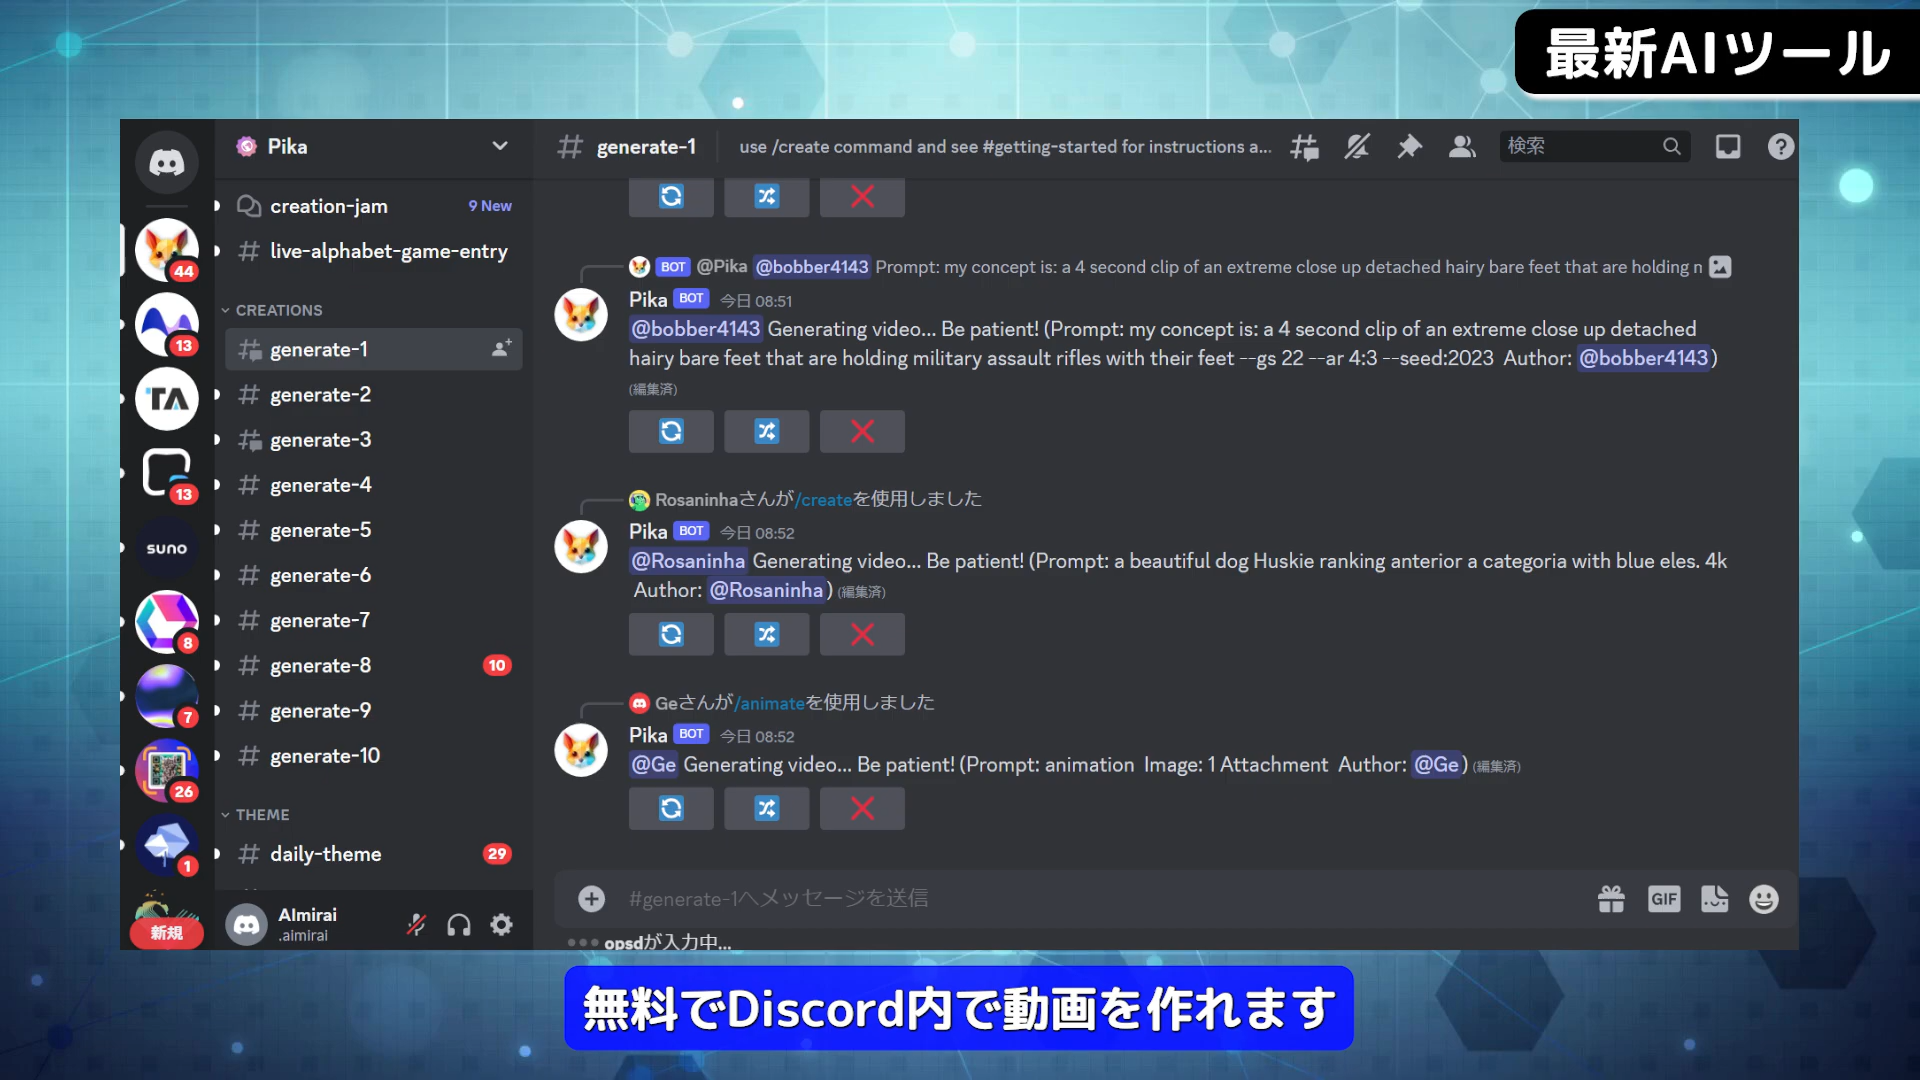 最新AIツール
Pika
generate-1
use /create command and see #getting-started for instructions a...
検索
creation-jam
9 New
live-alphabet-game-entry
CREATIONS
generate-1
generate-2
generate-3
generate-4
generate-5
generate-6
generate-7
generate-8
10
generate-9
generate-10
THEME
daily-theme
29
44
13
TA
13
suno
8
7
26
1
新規
AImirai
.aimirai
BOT @Pika @bobber4143 Prompt: my concept is: a 4 second clip of an extreme close up detached hairy bare feet that are holding n
Pika BOT 今日 08:51
@bobber4143 Generating video... Be patient! (Prompt: my concept is: a 4 second clip of an extreme close up detached
hairy bare feet that are holding military assault rifles with their feet --gs 22 --ar 4:3 --seed:2023 Author: @bobber4143)
(編集済)
Rosaninhaさんが/createを使用しました
Pika BOT 今日 08:52
@Rosaninha Generating video... Be patient! (Prompt: a beautiful dog Huskie ranking anterior a categoria with blue eles. 4k
Author: @Rosaninha) (編集済)
Geさんが/animateを使用しました
Pika BOT 今日 08:52
@Ge Generating video... Be patient! (Prompt: animation Image: 1 Attachment Author: @Ge) (編集済)
#generate-1へメッセージを送信
GIF
opsdが入力中...
無料でDiscord内で動画を作れます